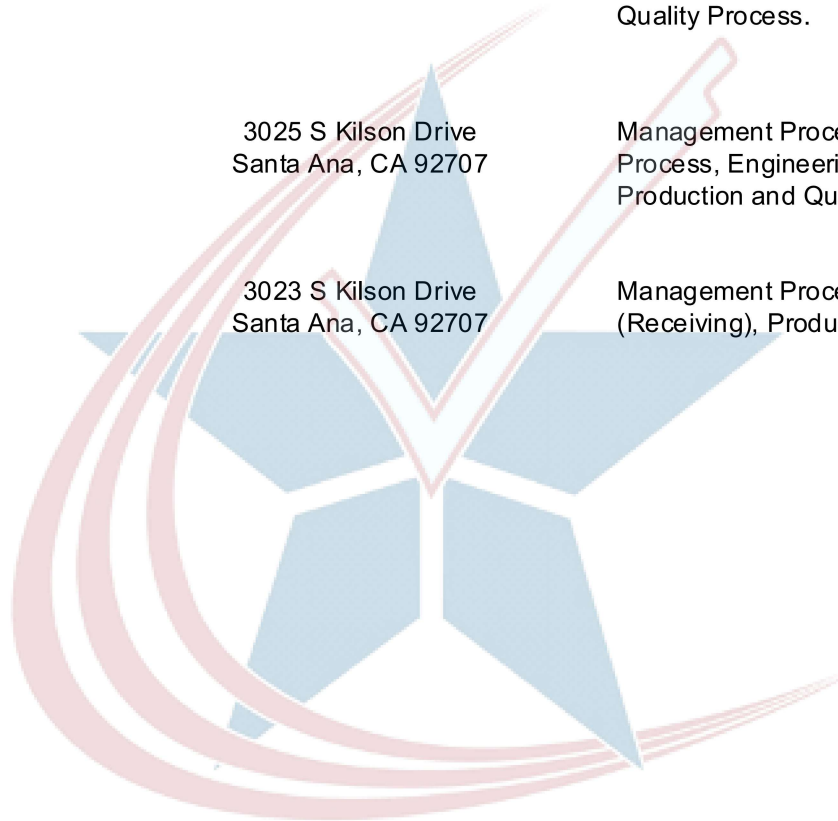 Quality Process.
3025 S Kilson Drive
Santa Ana, CA 92707
Management Proce
Process, Engineeri
Production and Qu
3023 S Kilson Drive
Santa Ana, CA 92707
Management Proce
(Receiving), Produ